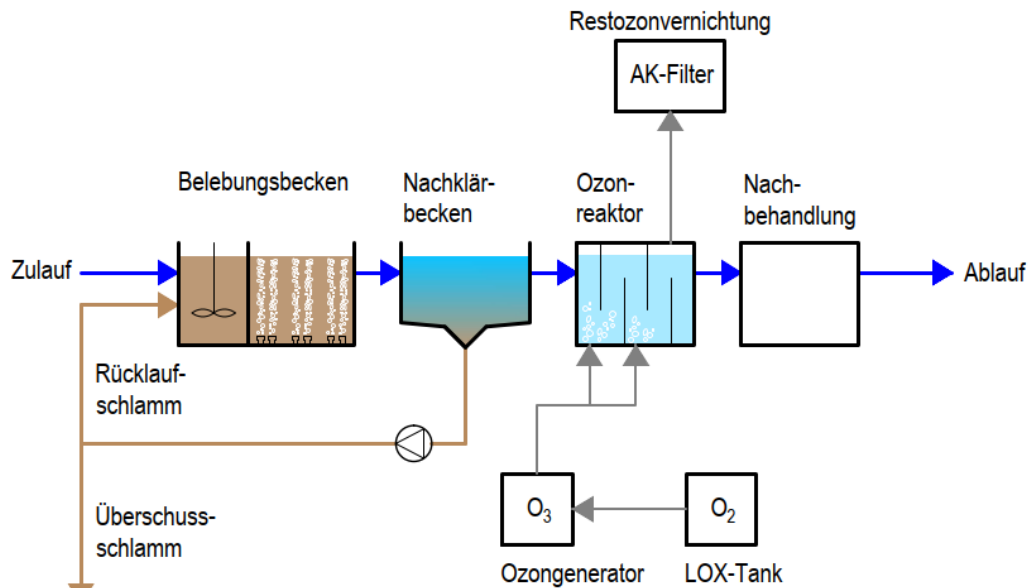 Restozonvernichtung
AK-Filter
Belebungsbecken
Nachklär-
becken
Ozon-
reaktor
Nach-
behandlung
Zulauf
Ablauf
Rücklauf-
schlamm
Überschuss-
schlamm
O₃
O₂
Ozongenerator
LOX-Tank